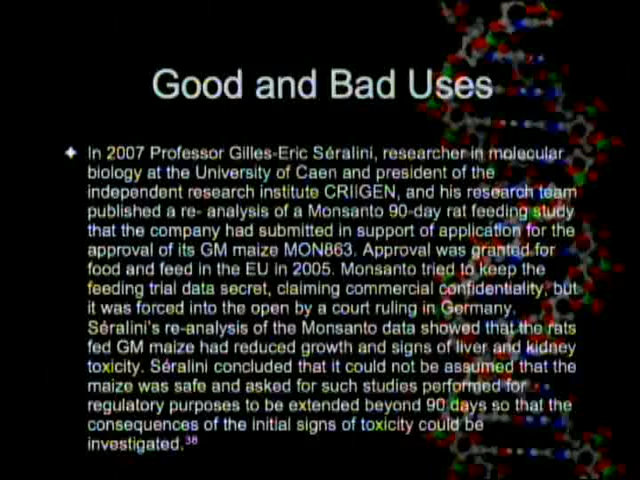 Good and Bad Uses
In 2007 Professor Gilles-Eric Séralini, researcher in molecular
biology at the University of Caen and president of the
independent research institute CRIIGEN, and his research team
published a re- analysis of a Monsanto 90-day rat feeding study
that the company had submitted in support of application for the
approval of its GM maize MON863. Approval was granted for
food and feed in the EU in 2005. Monsanto tried to keep the
feeding trial data secret, claiming commercial confidentiality, but
it was forced into the open by a court ruling in Germany.
Séralini's re-analysis of the Monsanto data showed that the rats
fed GM maize had reduced growth and signs of liver and kidney
toxicity. Séralini concluded that it could not be assumed that the
maize was safe and asked for such studies performed for
regulatory purposes to be extended beyond 90 days so that the
consequences of the initial signs of toxicity could be
investigated.³⁸